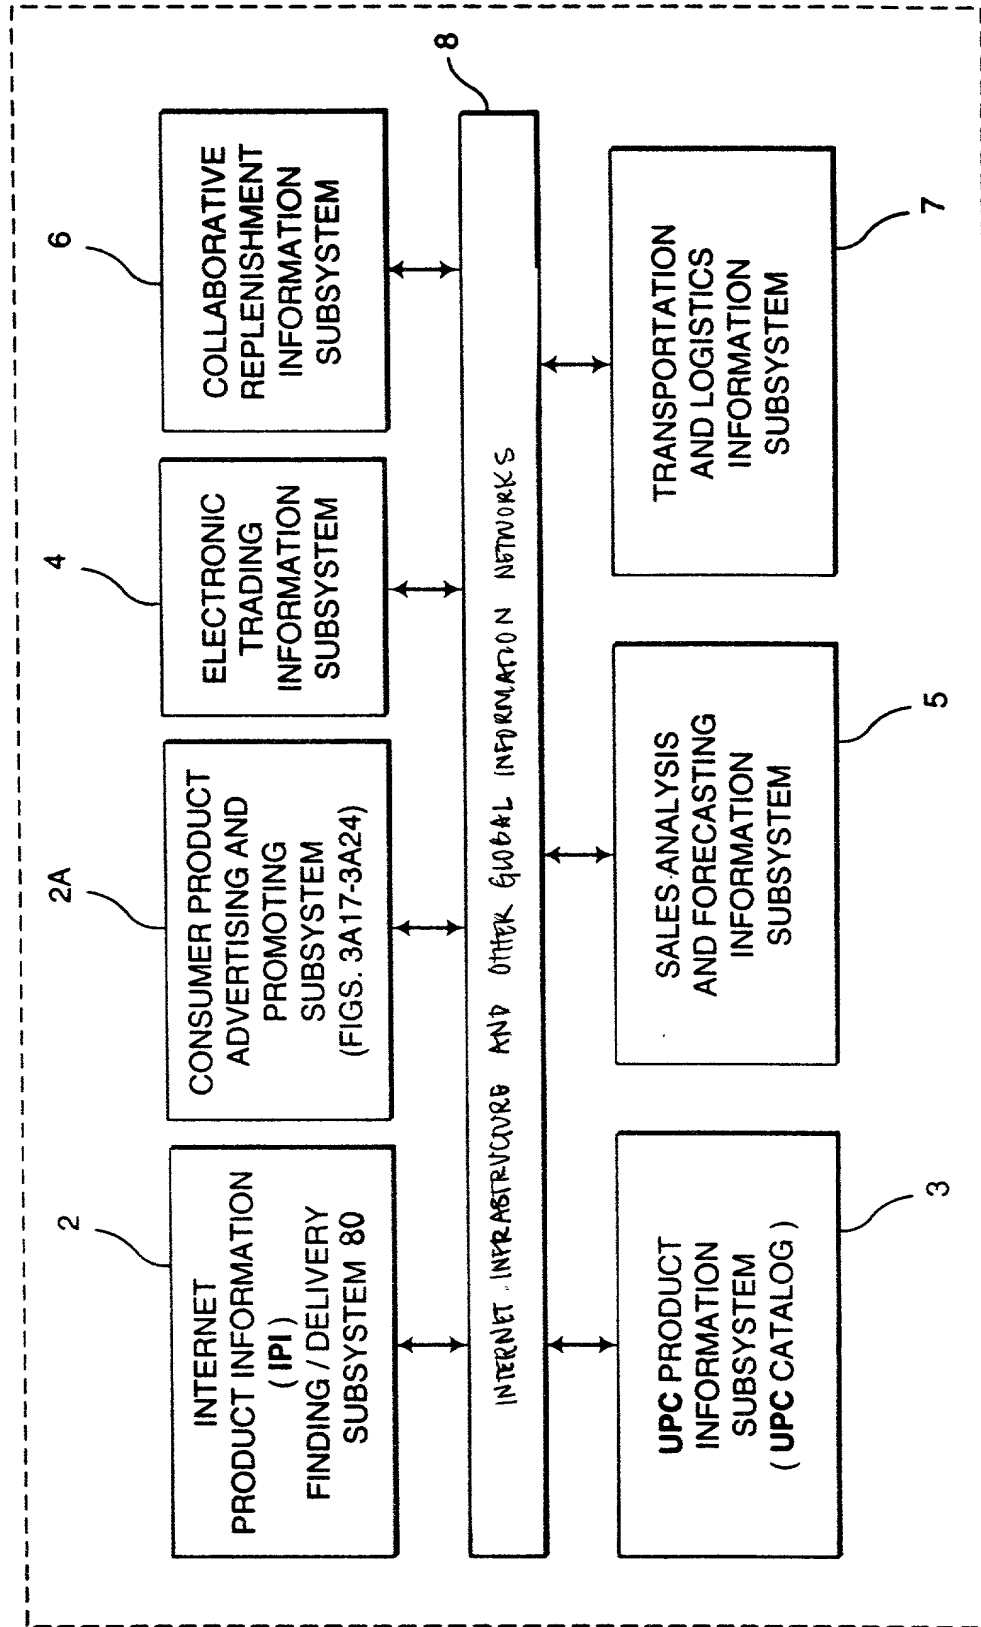 2
INTERNET
PRODUCT INFORMATION
( IPI )
FINDING / DELIVERY
SUBSYSTEM 80
2A
CONSUMER PRODUCT
ADVERTISING AND
PROMOTING
SUBSYSTEM
(FIGS. 3A17-3A24)
4
ELECTRONIC
TRADING
INFORMATION
SUBSYSTEM
6
COLLABORATIVE
REPLENISHMENT
INFORMATION
SUBSYSTEM
INTERNET INFRASTRUCTURE AND OTHER GLOBAL INFORMATION NETWORKS
8
UPC PRODUCT
INFORMATION
SUBSYSTEM
( UPC CATALOG )
3
SALES ANALYSIS
AND FORECASTING
INFORMATION
SUBSYSTEM
5
TRANSPORTATION
AND LOGISTICS
INFORMATION
SUBSYSTEM
7